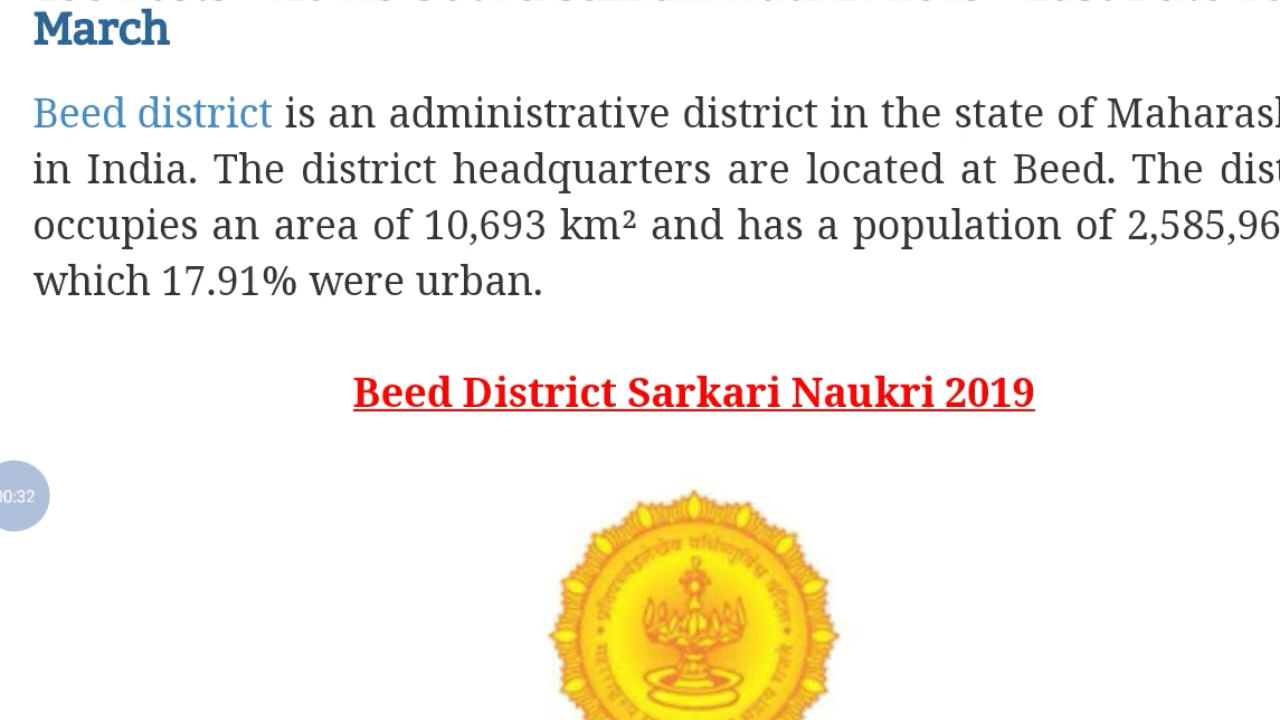 March
Beed district is an administrative district in the state of
in India. The district headquarters are located at Beed. The
occupies an area of 10,693 km² and has a population of 2,585,96
which 17.91% were urban.
Beed District Sarkari Naukri 2019
00:32